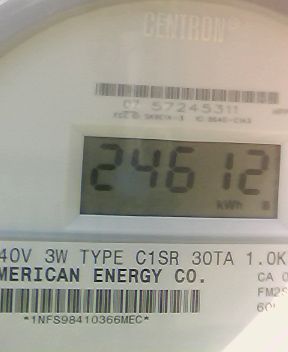 CENTRON®
07 57245311
24612
kWh
40V 3W TYPE C1SR 30TA 1.0K
MERICAN ENERGY CO.
CA 0
FM2S
60
*1NFS98410366MEC*